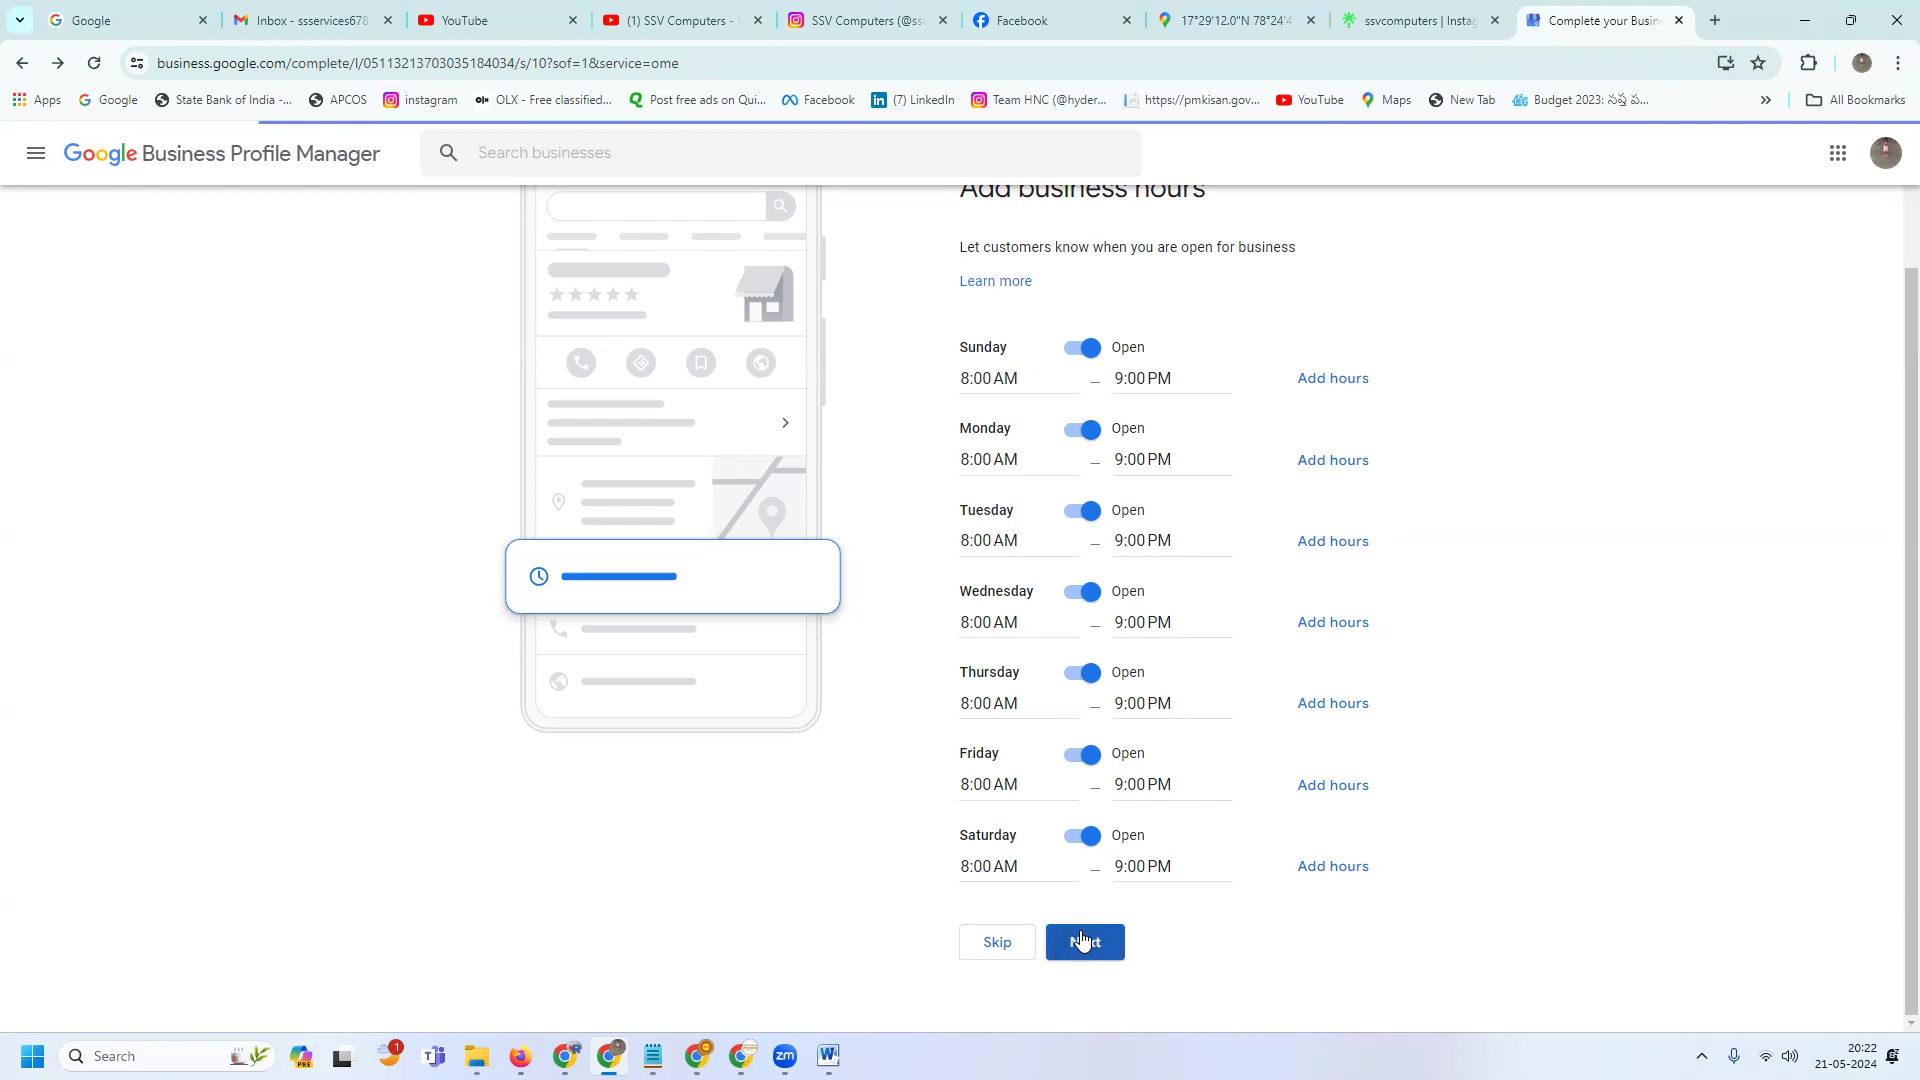 Google
Inbox - ssservices678
YouTube
(1) SSV Computers - 
SSV Computers (@ss
Facebook
17°29'12.0"N 78°24'4
ssvcomputers | Insta
Complete your Busin
business.google.com/complete/l/05113213703035184034/s/10?sof=1&service=ome
Apps
Google
State Bank of India -...
APCOS
instagram
OLX - Free classified...
Post free ads on Qui...
Facebook
(7) LinkedIn
Team HNC (@hyder...
https://pmkisan.gov...
YouTube
Maps
New Tab
Budget 2023: సప్త ప...
»
All Bookmarks
Google Business Profile Manager
Search businesses
Add business hours
Let customers know when you are open for business
Learn more
Sunday Open
8:00 AM – 9:00 PM Add hours
Monday Open
8:00 AM – 9:00 PM Add hours
Tuesday Open
8:00 AM – 9:00 PM Add hours
Wednesday Open
8:00 AM – 9:00 PM Add hours
Thursday Open
8:00 AM – 9:00 PM Add hours
Friday Open
8:00 AM – 9:00 PM Add hours
Saturday Open
8:00 AM – 9:00 PM Add hours
Skip Next
Search
PRE
1
zm
20:22
21-05-2024